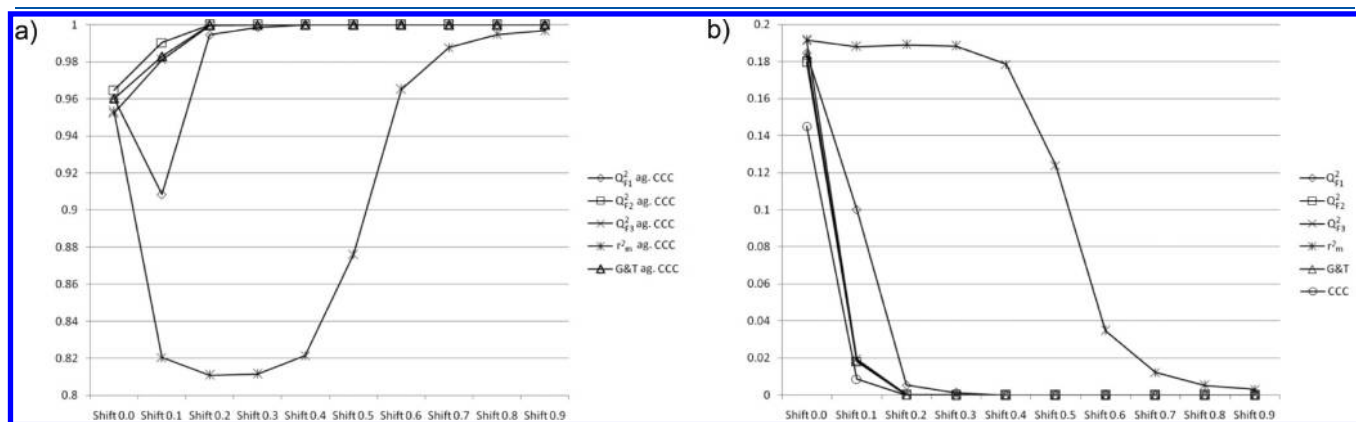 a)
1
0.98
0.96
0.94
0.92
0.9
0.88
0.86
0.84
0.82
0.8
Shift 0.0 Shift 0.1 Shift 0.2 Shift 0.3 Shift 0.4 Shift 0.5 Shift 0.6 Shift 0.7 Shift 0.8 Shift 0.9
Q²F1 ag. CCC
Q²F2 ag. CCC
Q²F3 ag. CCC
r²m ag. CCC
G&T ag. CCC
b)
0.2
0.18
0.16
0.14
0.12
0.1
0.08
0.06
0.04
0.02
0
Shift 0.0 Shift 0.1 Shift 0.2 Shift 0.3 Shift 0.4 Shift 0.5 Shift 0.6 Shift 0.7 Shift 0.8 Shift 0.9
Q²F1
Q²F2
Q²F3
r²m
G&T
CCC